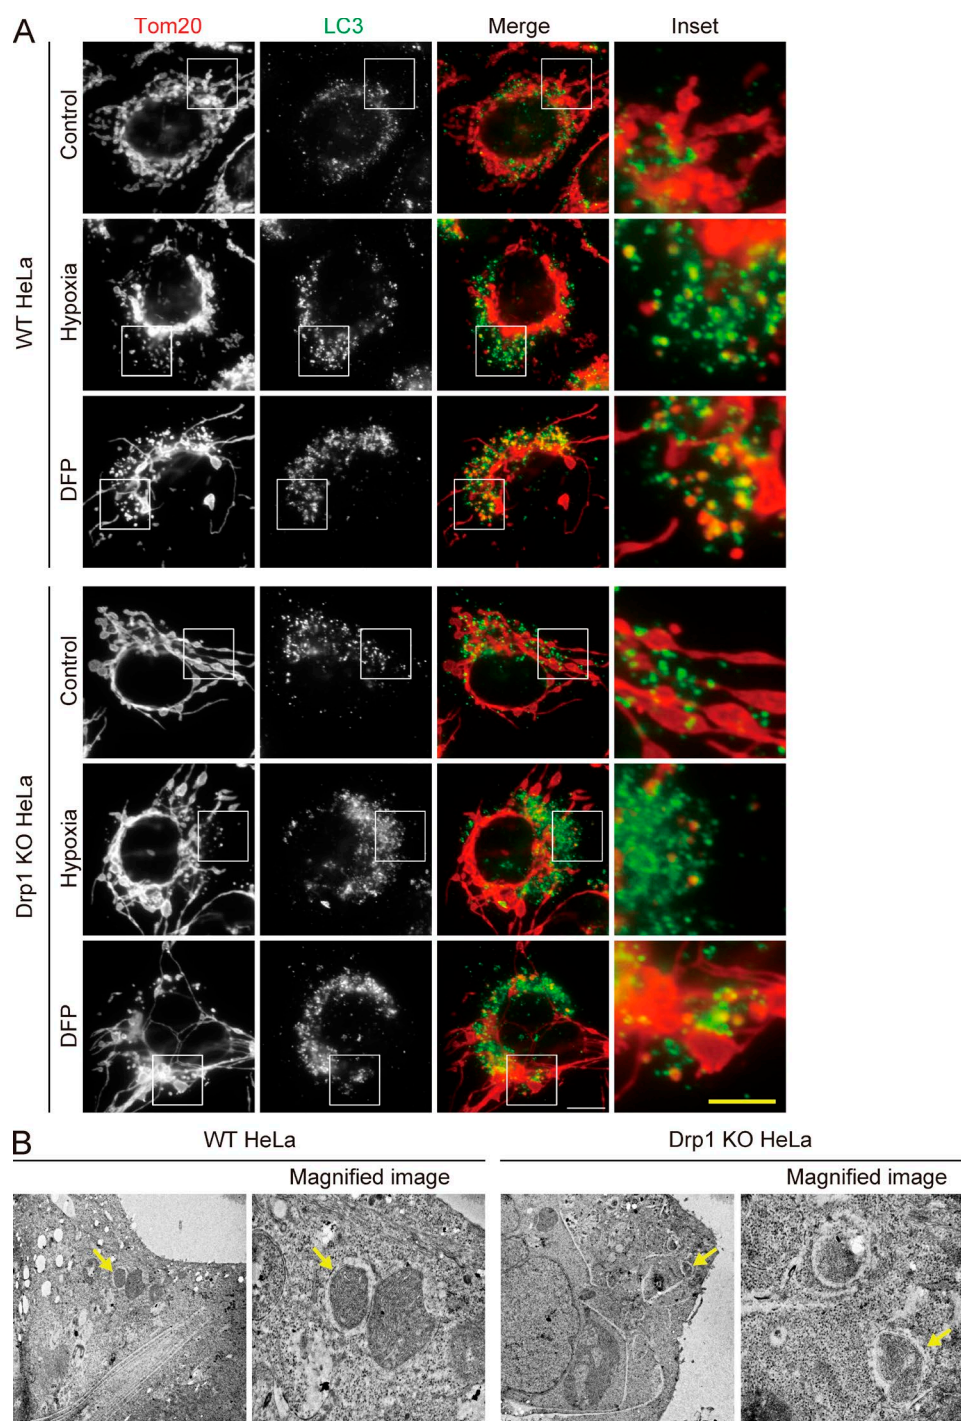 A
Tom20 LC3 Merge Inset
WT HeLa
Control
Hypoxia
DFP
Drp1 KO HeLa
Control
Hypoxia
DFP
B
WT HeLa Drp1 KO HeLa
Magnified image Magnified image